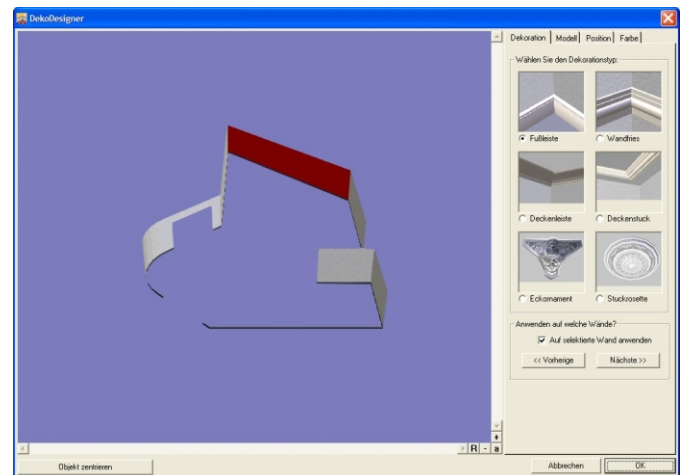 DekoDesigner
Dekoration Modell Position Farbe
Wählen Sie den Dekorationstyp:
Fußleiste Wandfries
Deckenleiste Deckenstuck
Eckornament Stuckrosette
Anwenden auf welche Wände?
Auf selektierte Wand anwenden
<< Vorherige Nächste >>
+
R - a
Objekt zentrieren Abbrechen OK